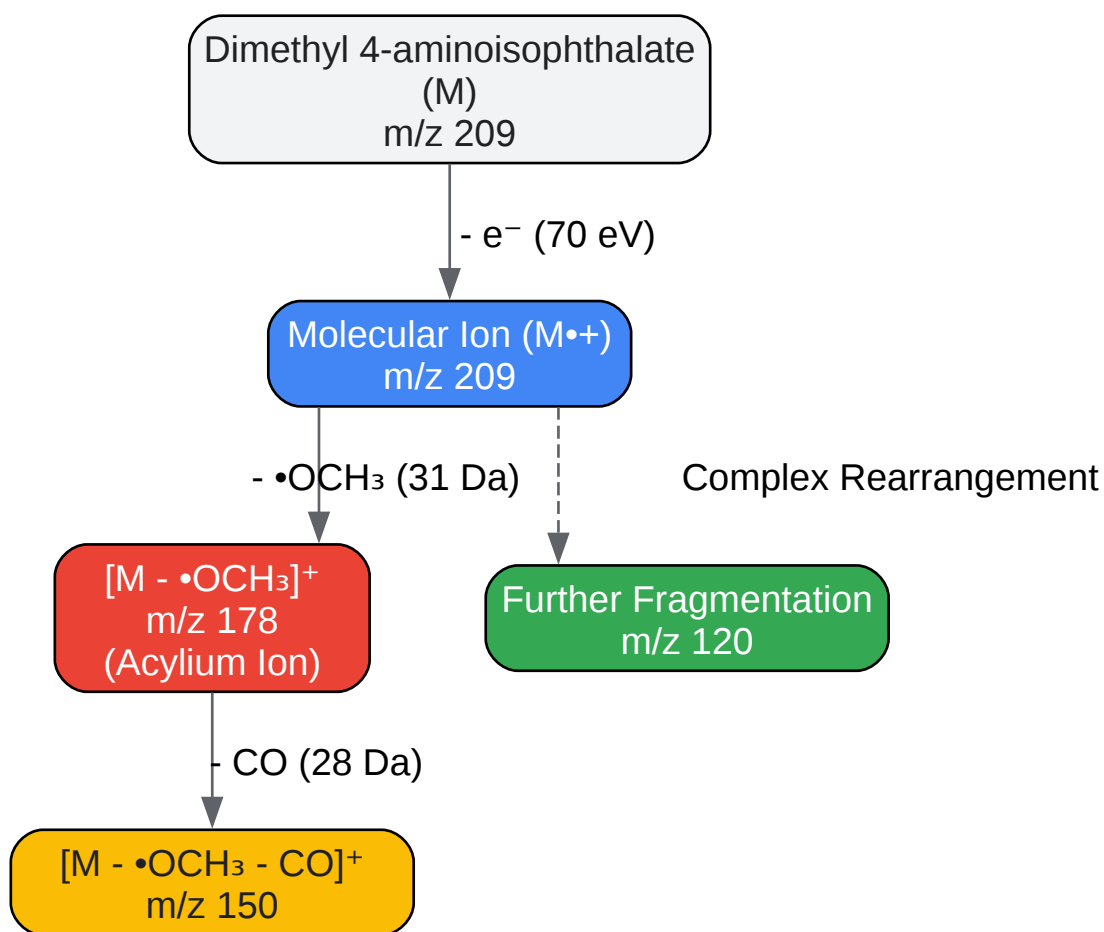 Dimethyl 4-aminoisophthalate
(M)
m/z 209
- e⁻ (70 eV)
Molecular Ion (M•+)
m/z 209
- •OCH₃ (31 Da)
Complex Rearrangement
[M - •OCH₃]⁺
m/z 178
(Acylium Ion)
Further Fragmentation
m/z 120
- CO (28 Da)
[M - •OCH₃ - CO]⁺
m/z 150